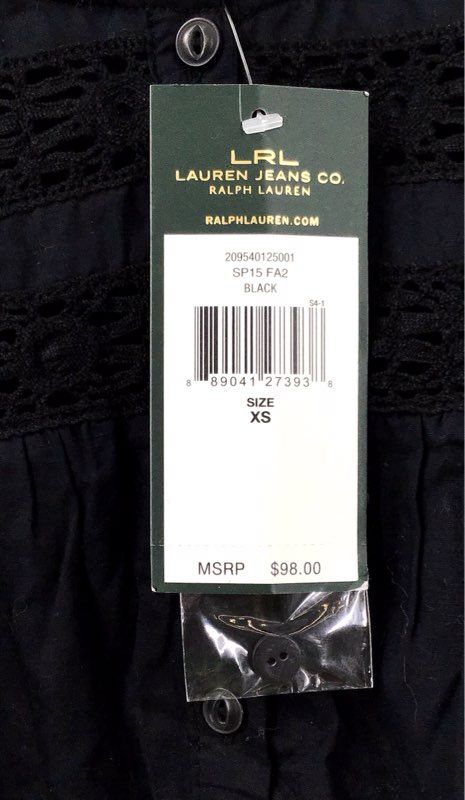 LRL
LAUREN JEANS CO.
RALPH LAUREN
RALPHLAUREN.COM
209540125001
SP15 FA2
BLACK
S4-1
8 89041 27393 8
SIZE
XS
MSRP $98.00